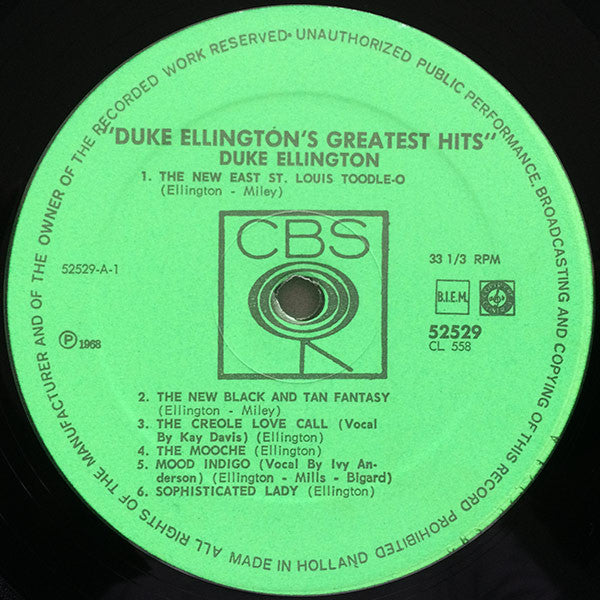 ALL RIGHTS OF THE MANUFACTURER AND OF THE OWNER OF THE RECORDED WORK RESERVED • UNAUTHORIZED PUBLIC PERFORMANCE, BROADCASTING AND COPYING OF THIS RECORD PROHIBITED
"DUKE ELLINGTON'S GREATEST HITS"
DUKE ELLINGTON
1. THE NEW EAST ST. LOUIS TOODLE-O
(Ellington - Miley)
CBS
52529-A-1
33 1/3 RPM
B.I.E.M.
℗ 1968
52529
CL 558
2. THE NEW BLACK AND TAN FANTASY
(Ellington - Miley)
3. THE CREOLE LOVE CALL (Vocal
By Kay Davis) (Ellington)
4. THE MOOCHE (Ellington)
5. MOOD INDIGO (Vocal By Ivy An-
derson) (Ellington - Mills - Bigard)
6. SOPHISTICATED LADY (Ellington)
MADE IN HOLLAND